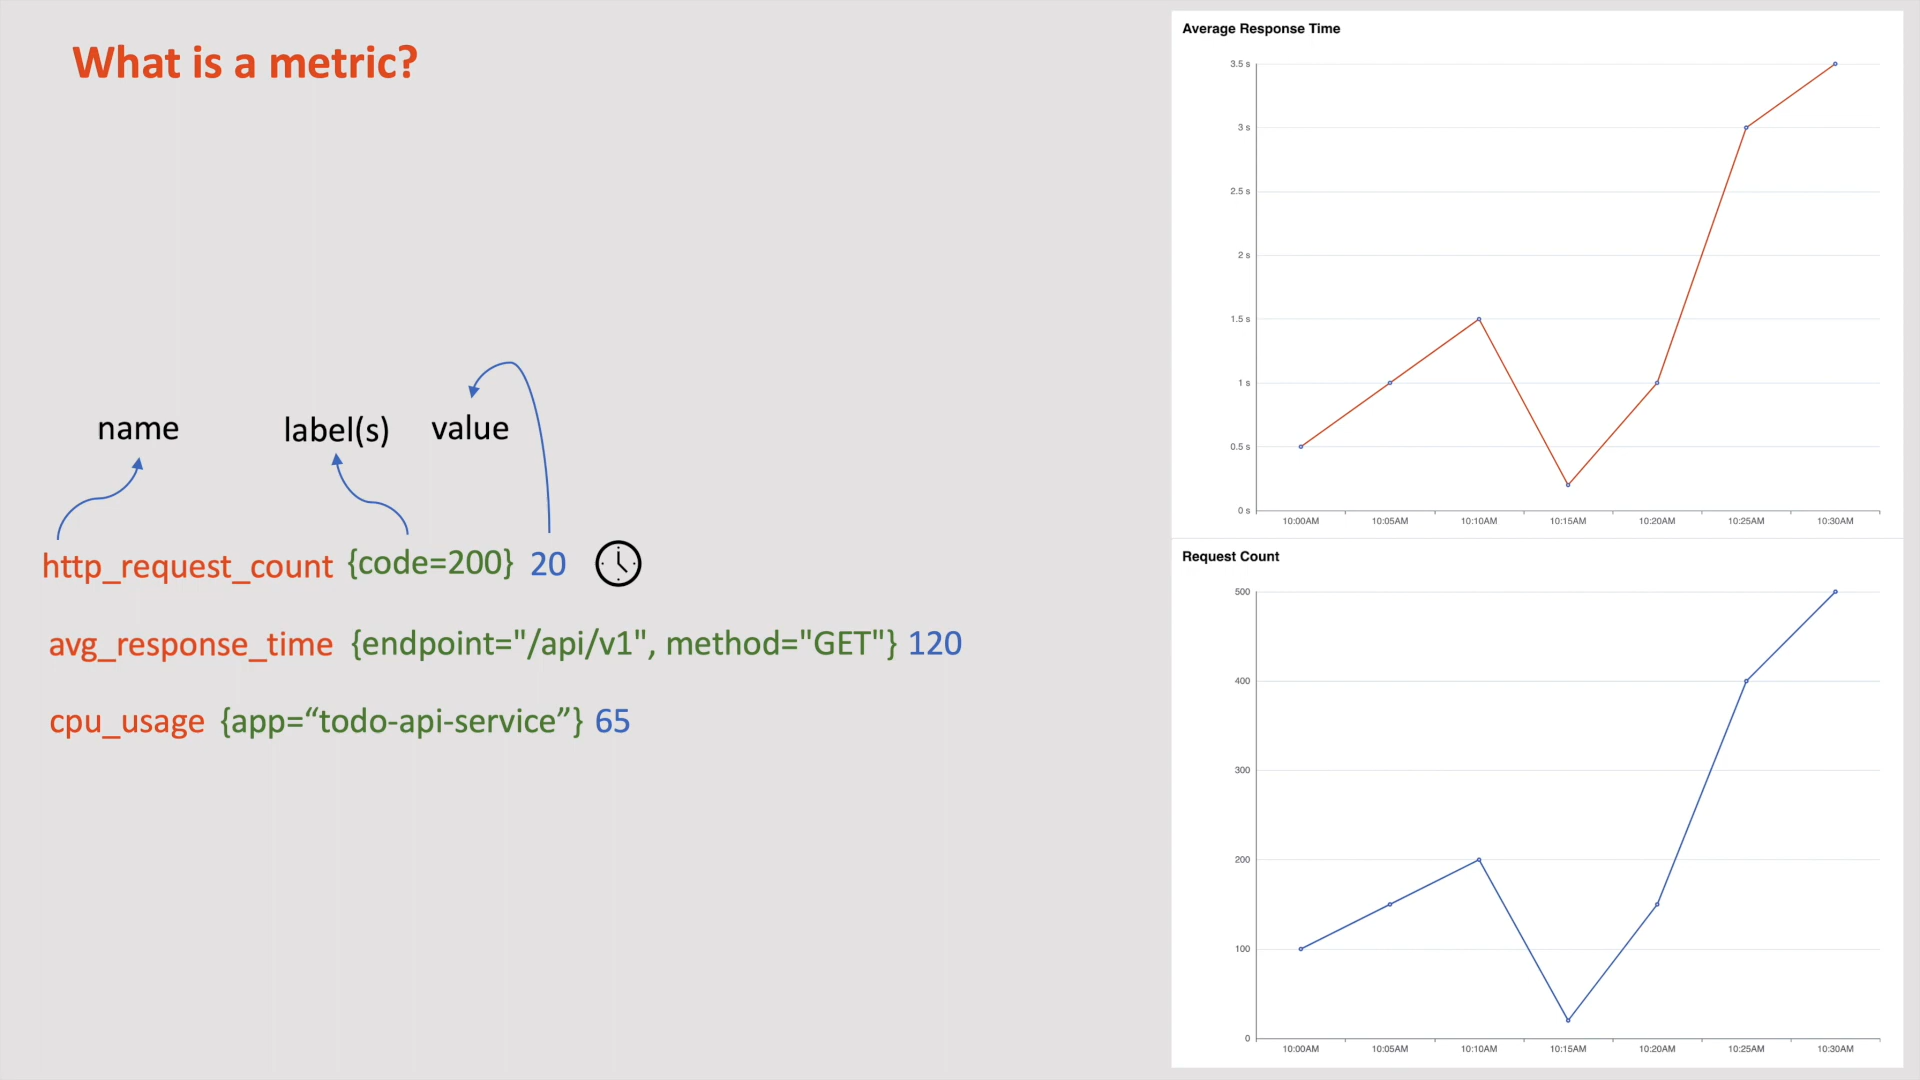 What is a metric?
name label(s) value
http_request_count {code=200} 20
avg_response_time {endpoint="/api/v1", method="GET"} 120
cpu_usage {app=“todo-api-service”} 65
Average Response Time
3.5 s
3 s
2.5 s
2 s
1.5 s
1 s
0.5 s
0 s
10:00AM 10:05AM 10:10AM 10:15AM 10:20AM 10:25AM 10:30AM
Request Count
500
400
300
200
100
0
10:00AM 10:05AM 10:10AM 10:15AM 10:20AM 10:25AM 10:30AM